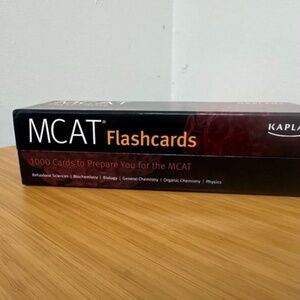 MCAT® Flashcards
KAPLA
1000 Cards to Prepare You for the MCAT
Behavioral Sciences | Biochemistry | Biology | General Chemistry | Organic Chemistry | Physics